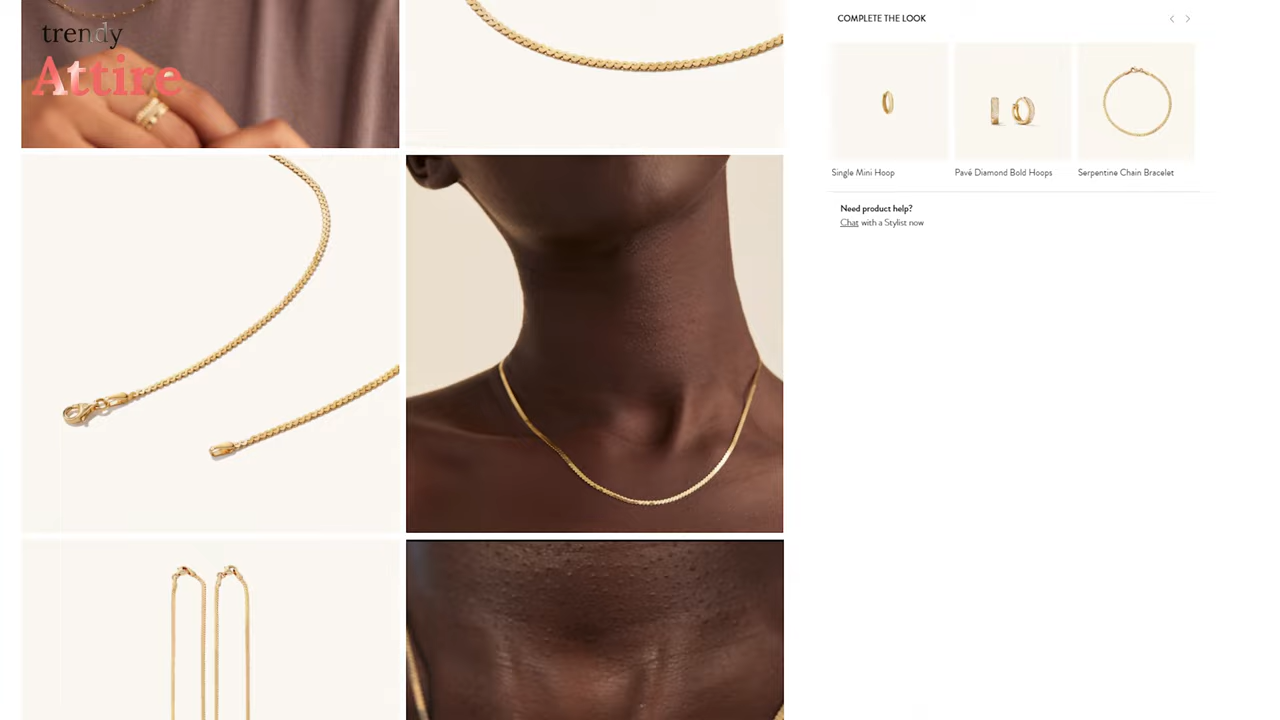 trendy
Attire
COMPLETE THE LOOK
Single Mini Hoop
Pavé Diamond Bold Hoops
Serpentine Chain Bracelet
Need product help?
Chat with a Stylist now